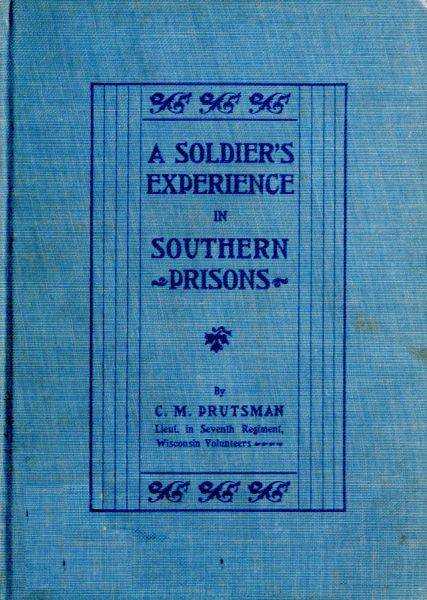 A SOLDIER'S
EXPERIENCE
IN
SOUTHERN
PRISONS
By
C. M. PRUTSMAN
Lieut. in Seventh Regiment,
Wisconsin Volunteers